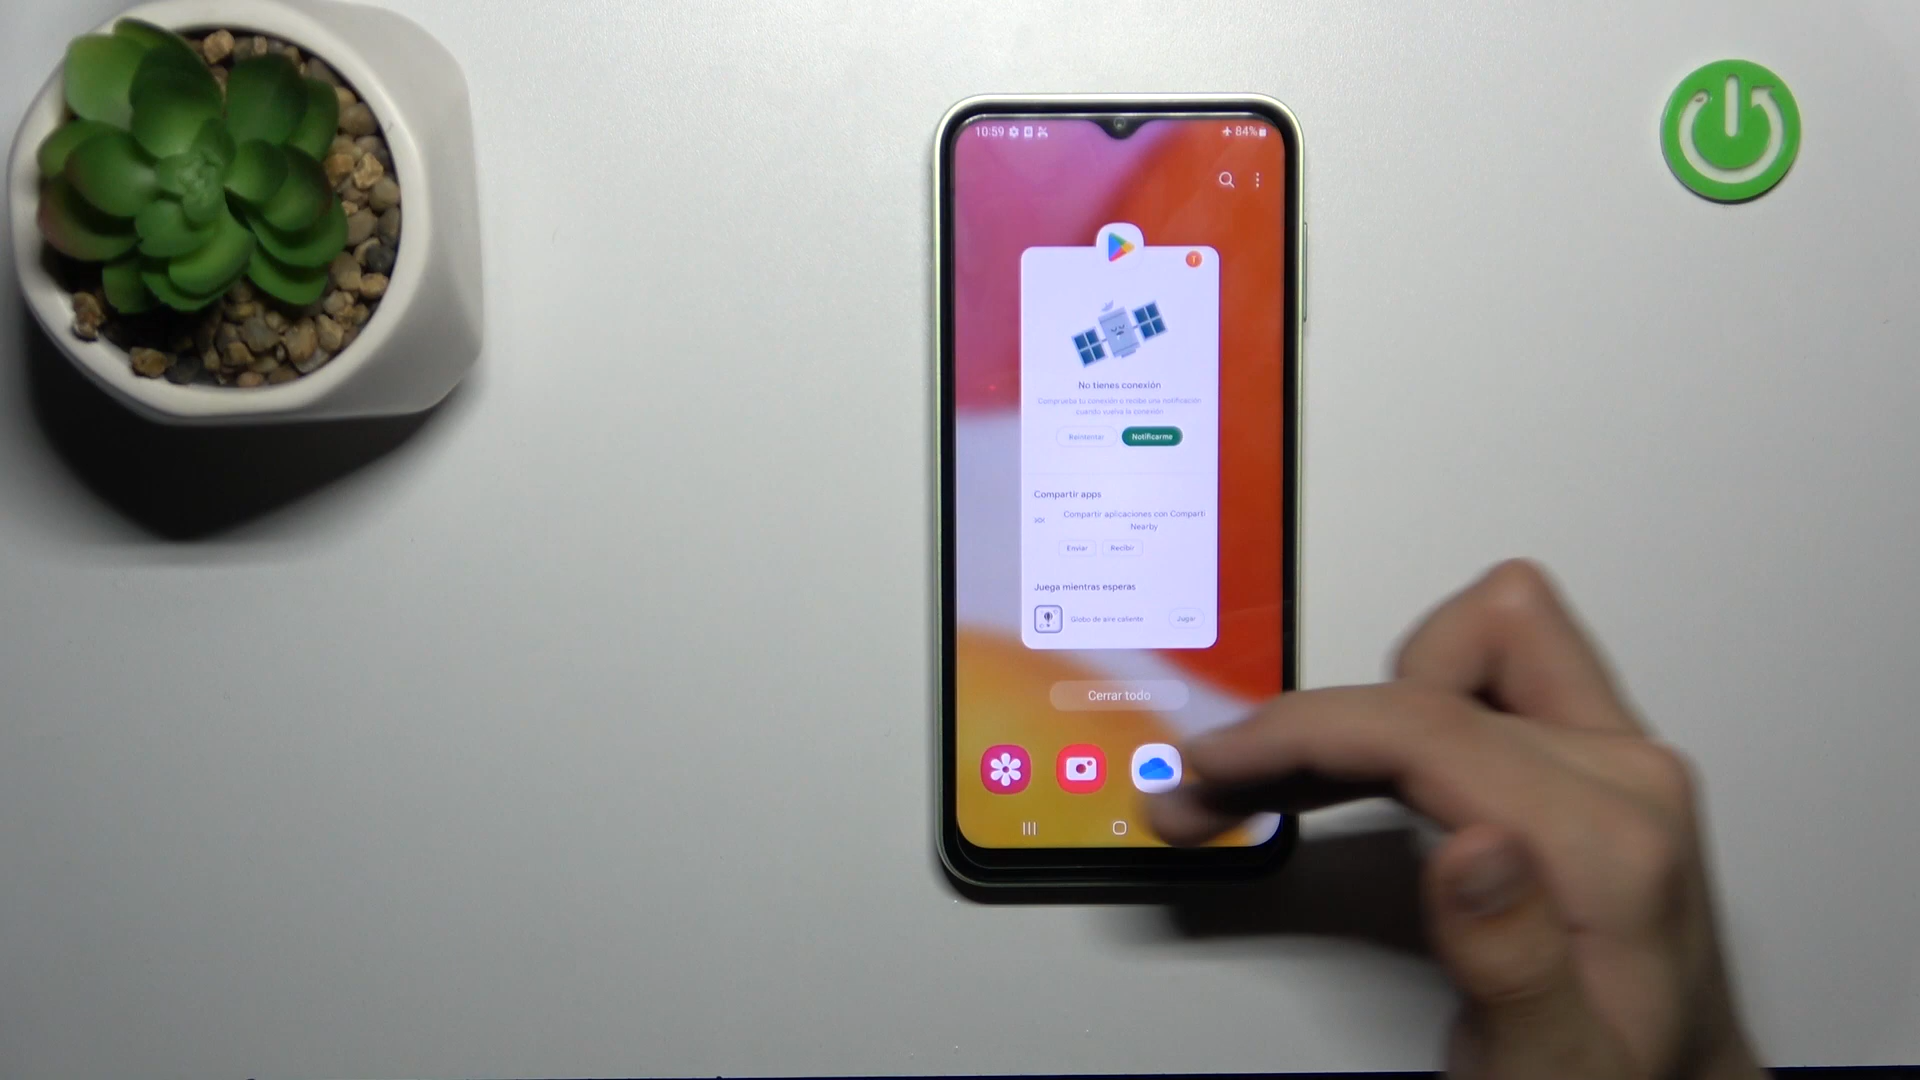 10:59
84%
T
No tienes conexión
Comprueba tu conexión o recibe una notificación
cuando vuelva la conexión
Reintentar
Notificarme
Compartir apps
Compartir aplicaciones con Comparti
Nearby
Enviar
Recibir
Juega mientras esperas
Globo de aire caliente
Jugar
Cerrar todo